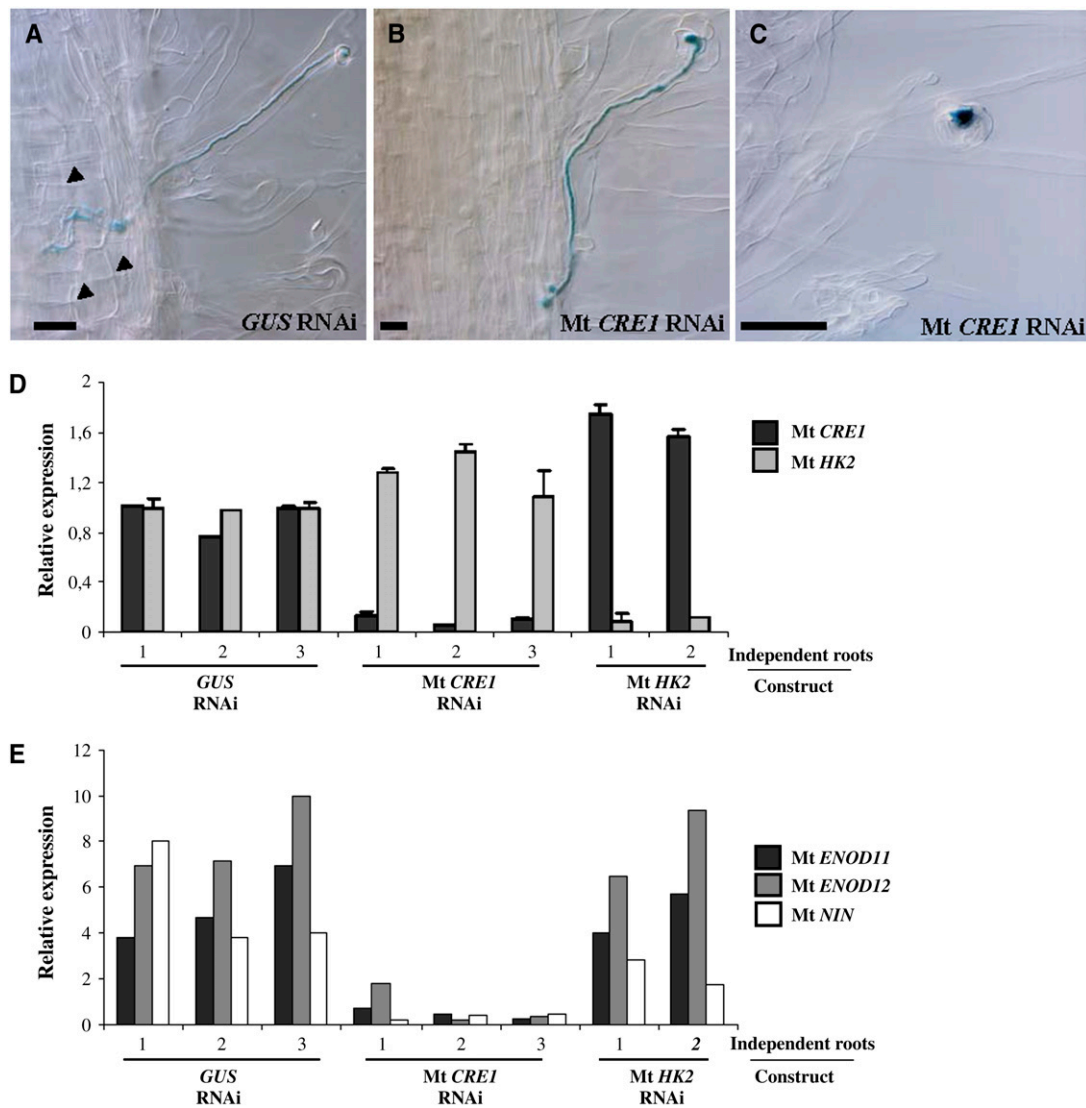 A
B
C
GUS RNAi
Mt CRE1 RNAi
Mt CRE1 RNAi
D
Relative expression
2
1,6
1,2
0,8
0,4
0
Mt CRE1
Mt HK2
1 2 3 1 2 3 1 2 Independent roots
GUS RNAi
Mt CRE1 RNAi
Mt HK2 RNAi
Construct
E
Relative expression
12
10
8
6
4
2
0
Mt ENOD11
Mt ENOD12
Mt NIN
1 2 3 1 2 3 1 2 Independent roots
GUS RNAi
Mt CRE1 RNAi
Mt HK2 RNAi
Construct